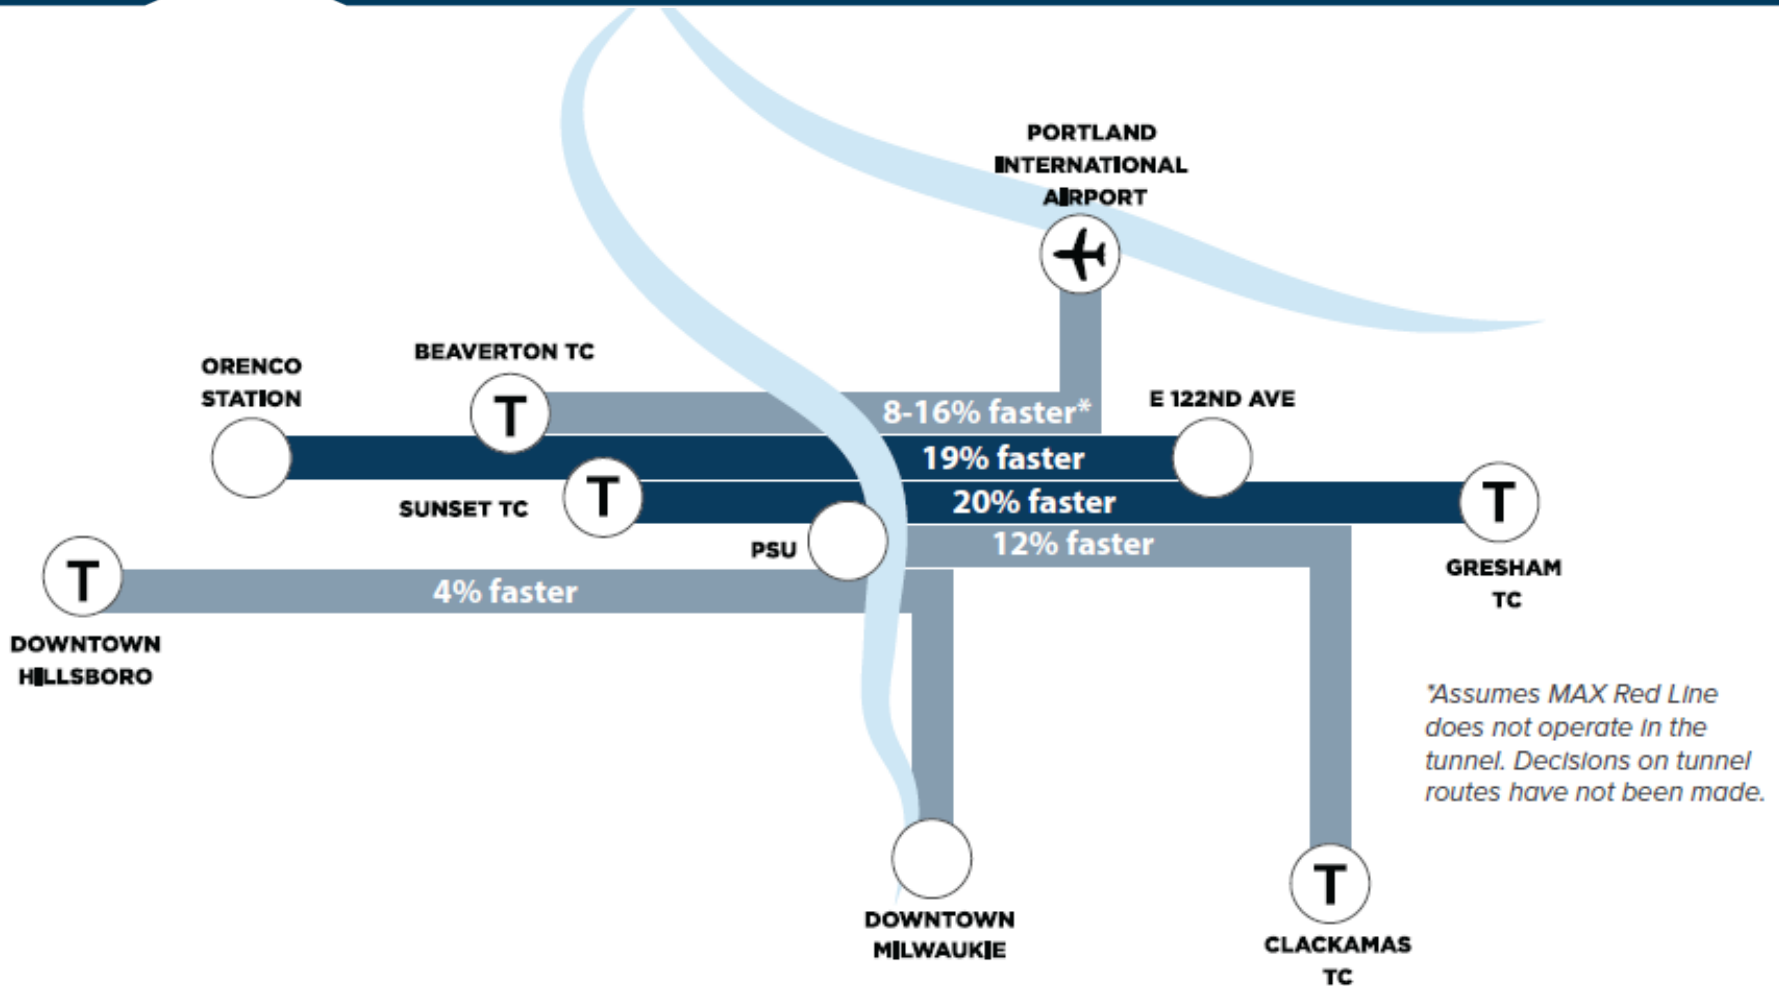 PORTLAND
INTERNATIONAL
AIRPORT
BEAVERTON TC
ORENCO
STATION
T
8-16% faster*
E 122ND AVE
19% faster
SUNSET TC
T
20% faster
T
PSU
12% faster
GRESHAM
TC
T
4% faster
DOWNTOWN
HILLSBORO
*Assumes MAX Red Line
does not operate in the
tunnel. Decisions on tunnel
routes have not been made.
T
DOWNTOWN
MILWAUKIE
CLACKAMAS
TC